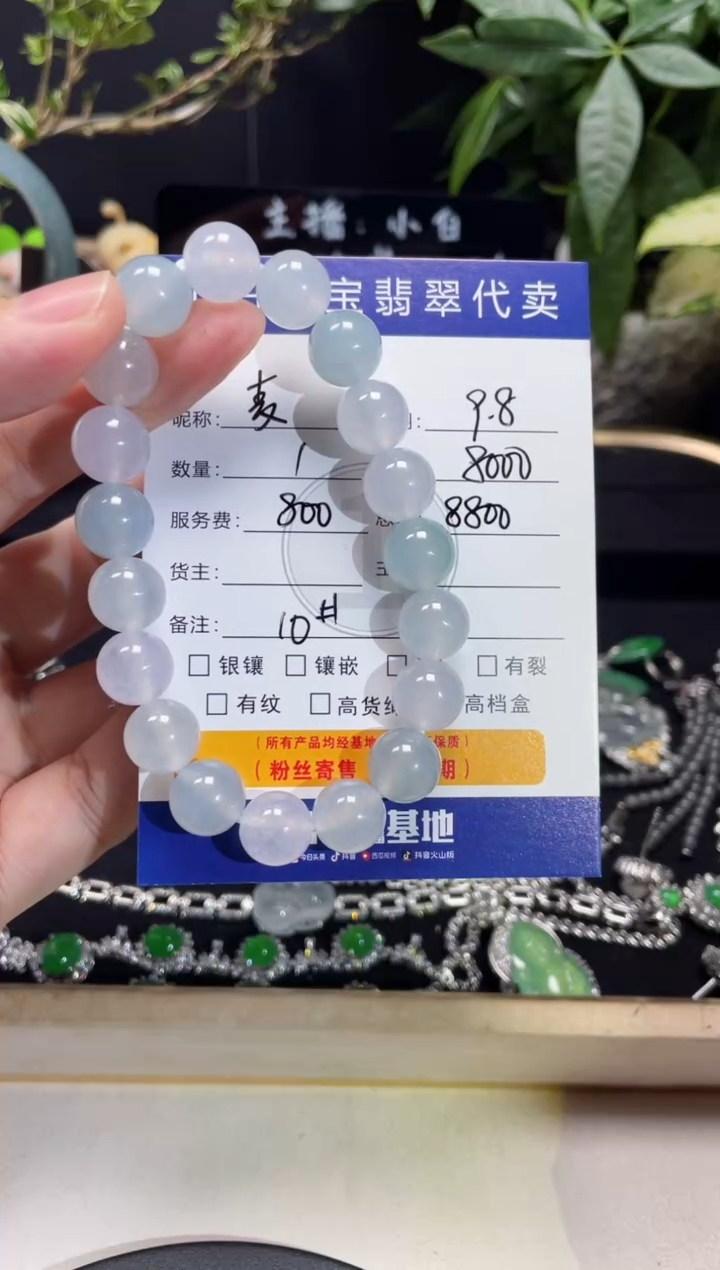 主播：小白
宝翡翠代卖
昵称：麦 : 9.8
数量：1 8000
服务费：800 8800
货主：
备注：10#
□银镶 □镶嵌 □ □有裂
□有纹 □高货 高档盒
（所有产品均经基地 保质）
（粉丝寄售 期）
基地
今日头条 抖音 西瓜视频 抖音火山版